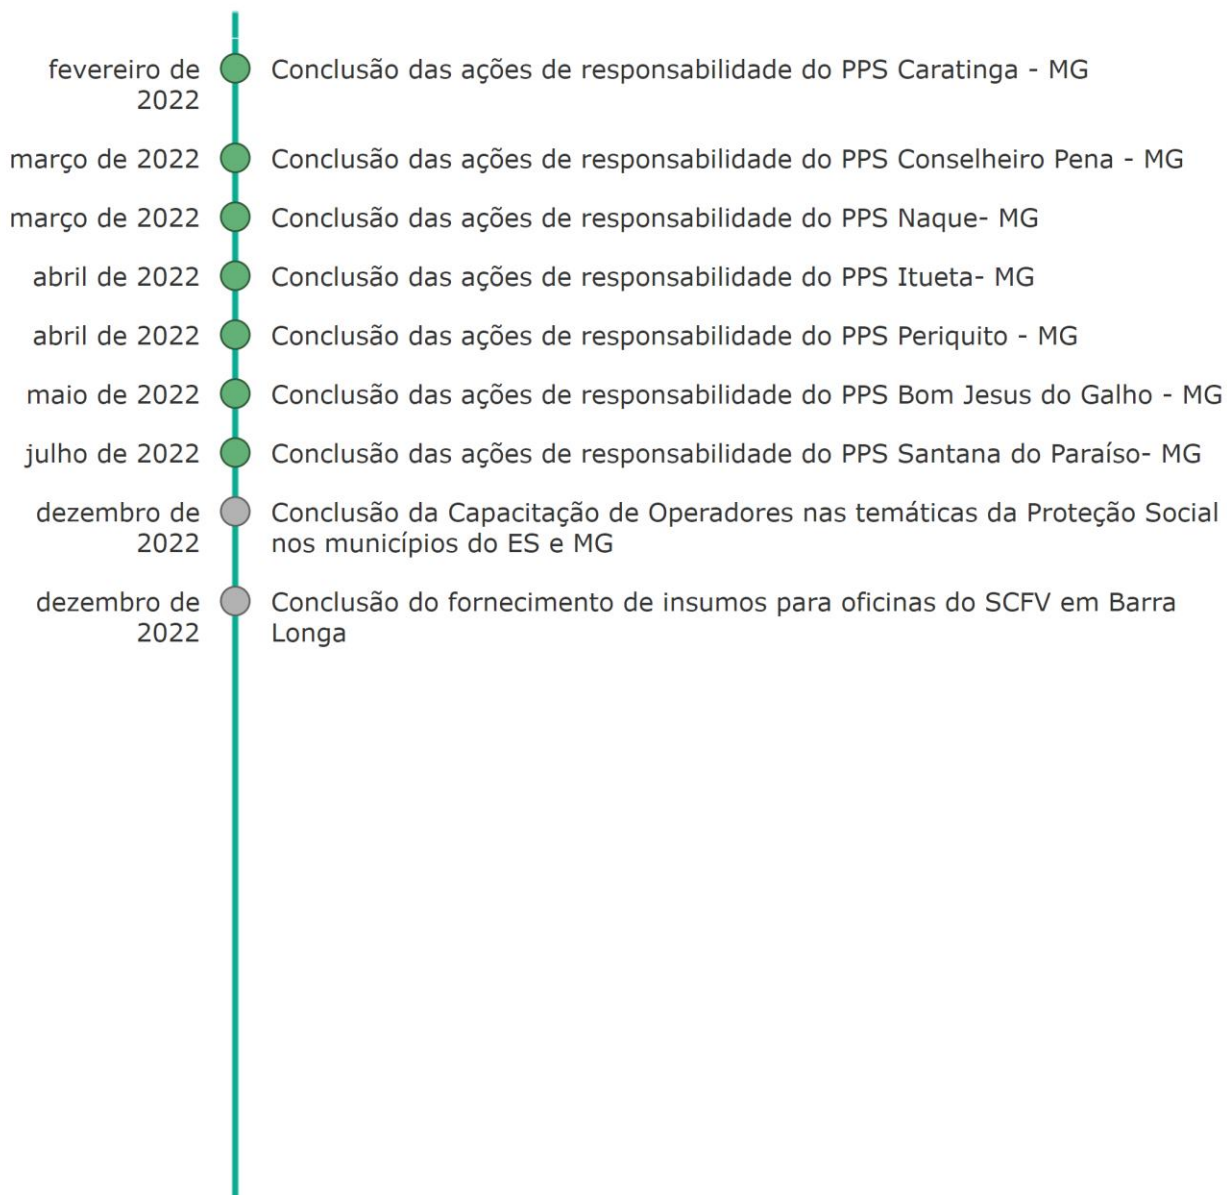 fevereiro de
2022
Conclusão das ações de responsabilidade do PPS Caratinga - MG
março de 2022
Conclusão das ações de responsabilidade do PPS Conselheiro Pena - MG
março de 2022
Conclusão das ações de responsabilidade do PPS Naque- MG
abril de 2022
Conclusão das ações de responsabilidade do PPS Itueta- MG
abril de 2022
Conclusão das ações de responsabilidade do PPS Periquito - MG
maio de 2022
Conclusão das ações de responsabilidade do PPS Bom Jesus do Galho - MG
julho de 2022
Conclusão das ações de responsabilidade do PPS Santana do Paraíso- MG
dezembro de
2022
Conclusão da Capacitação de Operadores nas temáticas da Proteção Social
nos municípios do ES e MG
dezembro de
2022
Conclusão do fornecimento de insumos para oficinas do SCFV em Barra
Longa